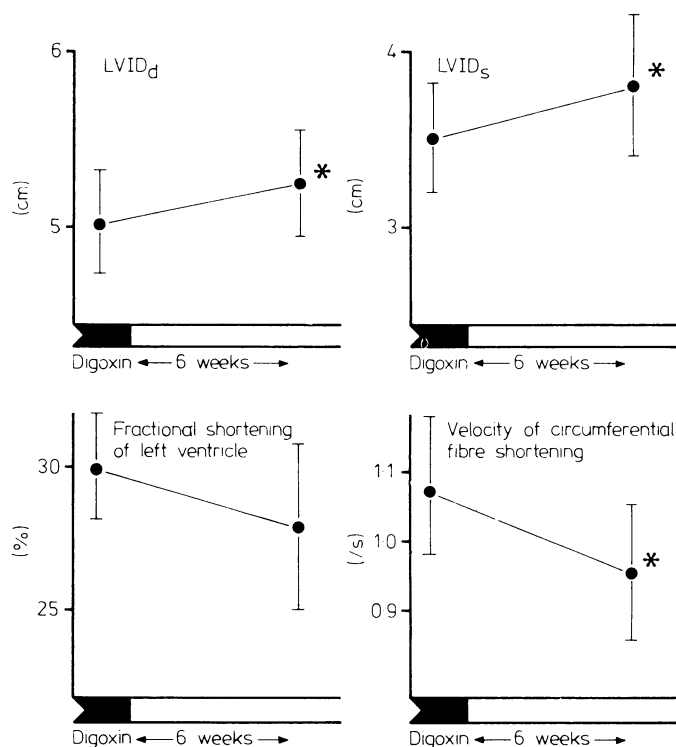 6
LVIDd
(cm)
5
Digoxin ← 6 weeks →
4
LVIDs
*
(cm)
3
Digoxin ← 6 weeks →
*
Fractional shortening
of left ventricle
30
(%)
25
Digoxin ← 6 weeks →
Velocity of circumferential
fibre shortening
1·1
(/s)
1·0
*
0·9
Digoxin ← 6 weeks →